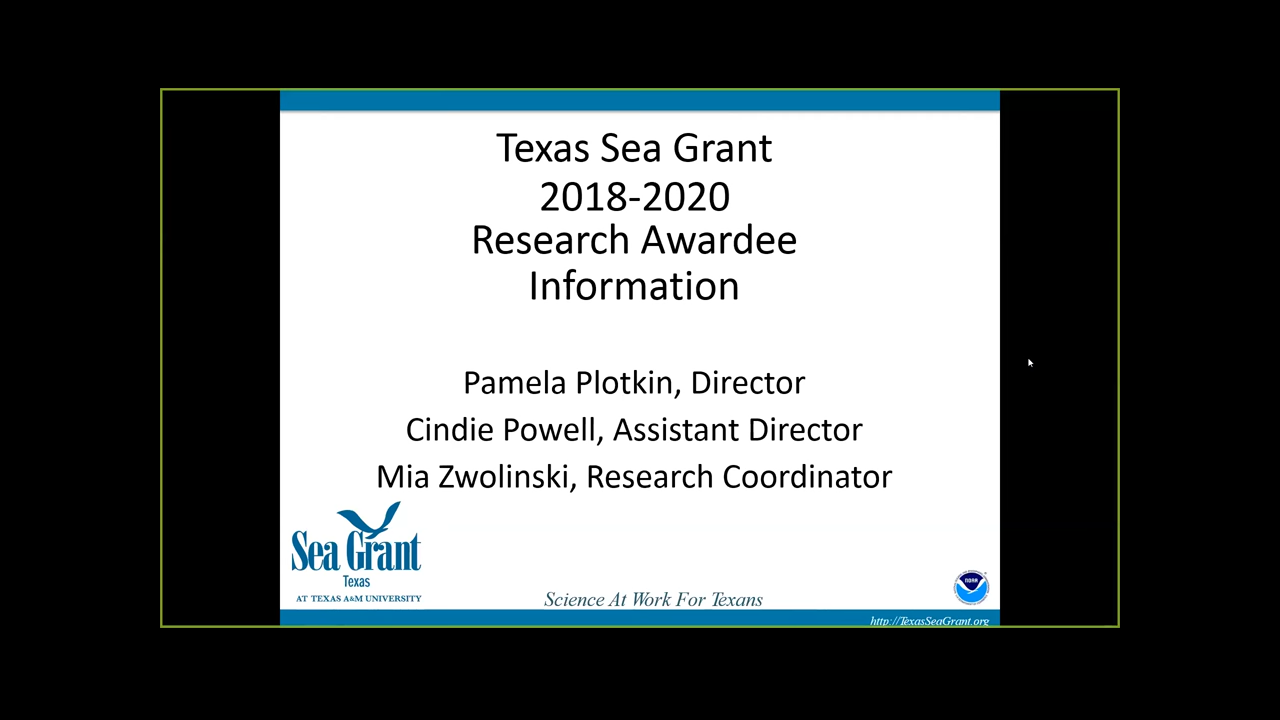 Texas Sea Grant
2018-2020
Research Awardee
Information
Pamela Plotkin, Director
Cindie Powell, Assistant Director
Mia Zwolinski, Research Coordinator
Sea Grant
Texas
AT TEXAS A&M UNIVERSITY
Science At Work For Texans
NOAA
http://TexasSeaGrant.org